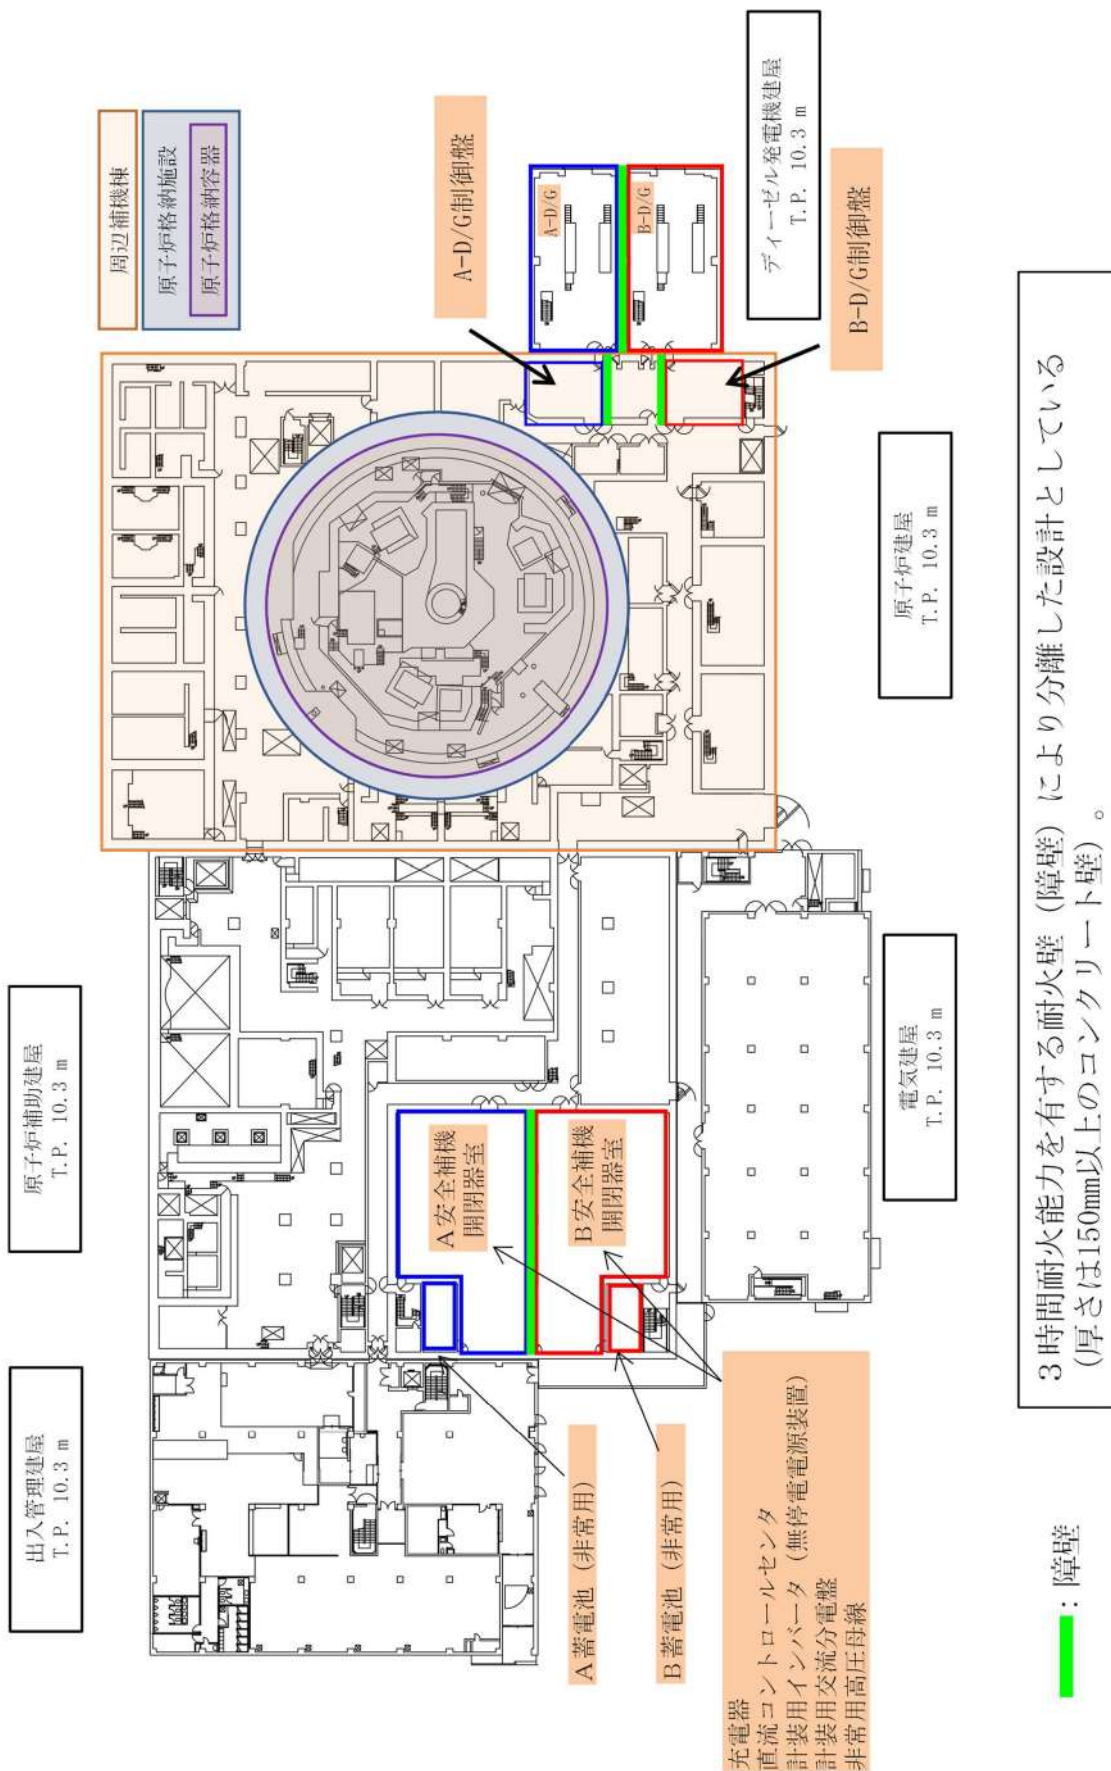 出入管理建屋
T.P. 10.3 m
原子炉補助建屋
T.P. 10.3 m
周辺補機棟
原子炉格納施設
原子炉格納容器
A-D/G制御盤
A-D/G
B-D/G
ディーゼル発電機建屋
T.P. 10.3 m
B-D/G制御盤
原子炉建屋
T.P. 10.3 m
電気建屋
T.P. 10.3 m
A安全補機
開閉器室
B安全補機
開閉器室
A蓄電池（非常用）
B蓄電池（非常用）
充電器
直流コントロールセンタ
計装用インバータ（無停電電源装置）
計装用交流分電盤
非常用高圧母線
：障壁
3時間耐火能力を有する耐火壁（障壁）により分離した設計としている
(厚さは150mm以上のコンクリート壁)。